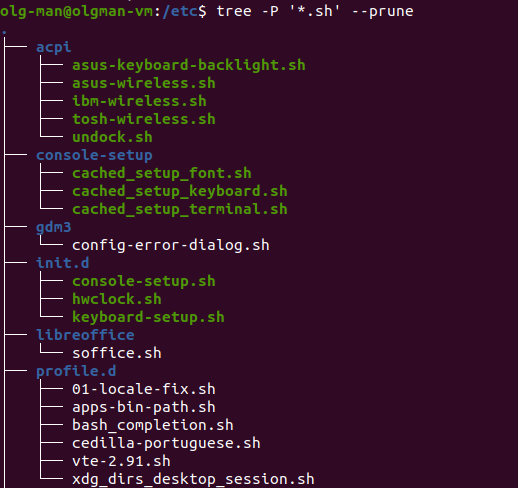 olg-man@olgman-vm:/etc$ tree -P '*.sh' --prune
.
├── acpi
│   ├── asus-keyboard-backlight.sh
│   ├── asus-wireless.sh
│   ├── ibm-wireless.sh
│   ├── tosh-wireless.sh
│   └── undock.sh
├── console-setup
│   ├── cached_setup_font.sh
│   ├── cached_setup_keyboard.sh
│   └── cached_setup_terminal.sh
├── gdm3
│   └── config-error-dialog.sh
├── init.d
│   ├── console-setup.sh
│   ├── hwclock.sh
│   └── keyboard-setup.sh
├── libreoffice
│   └── soffice.sh
├── profile.d
│   ├── 01-locale-fix.sh
│   ├── apps-bin-path.sh
│   ├── bash_completion.sh
│   ├── cedilla-portuguese.sh
│   ├── vte-2.91.sh
│   └── xdg_dirs_desktop_session.sh